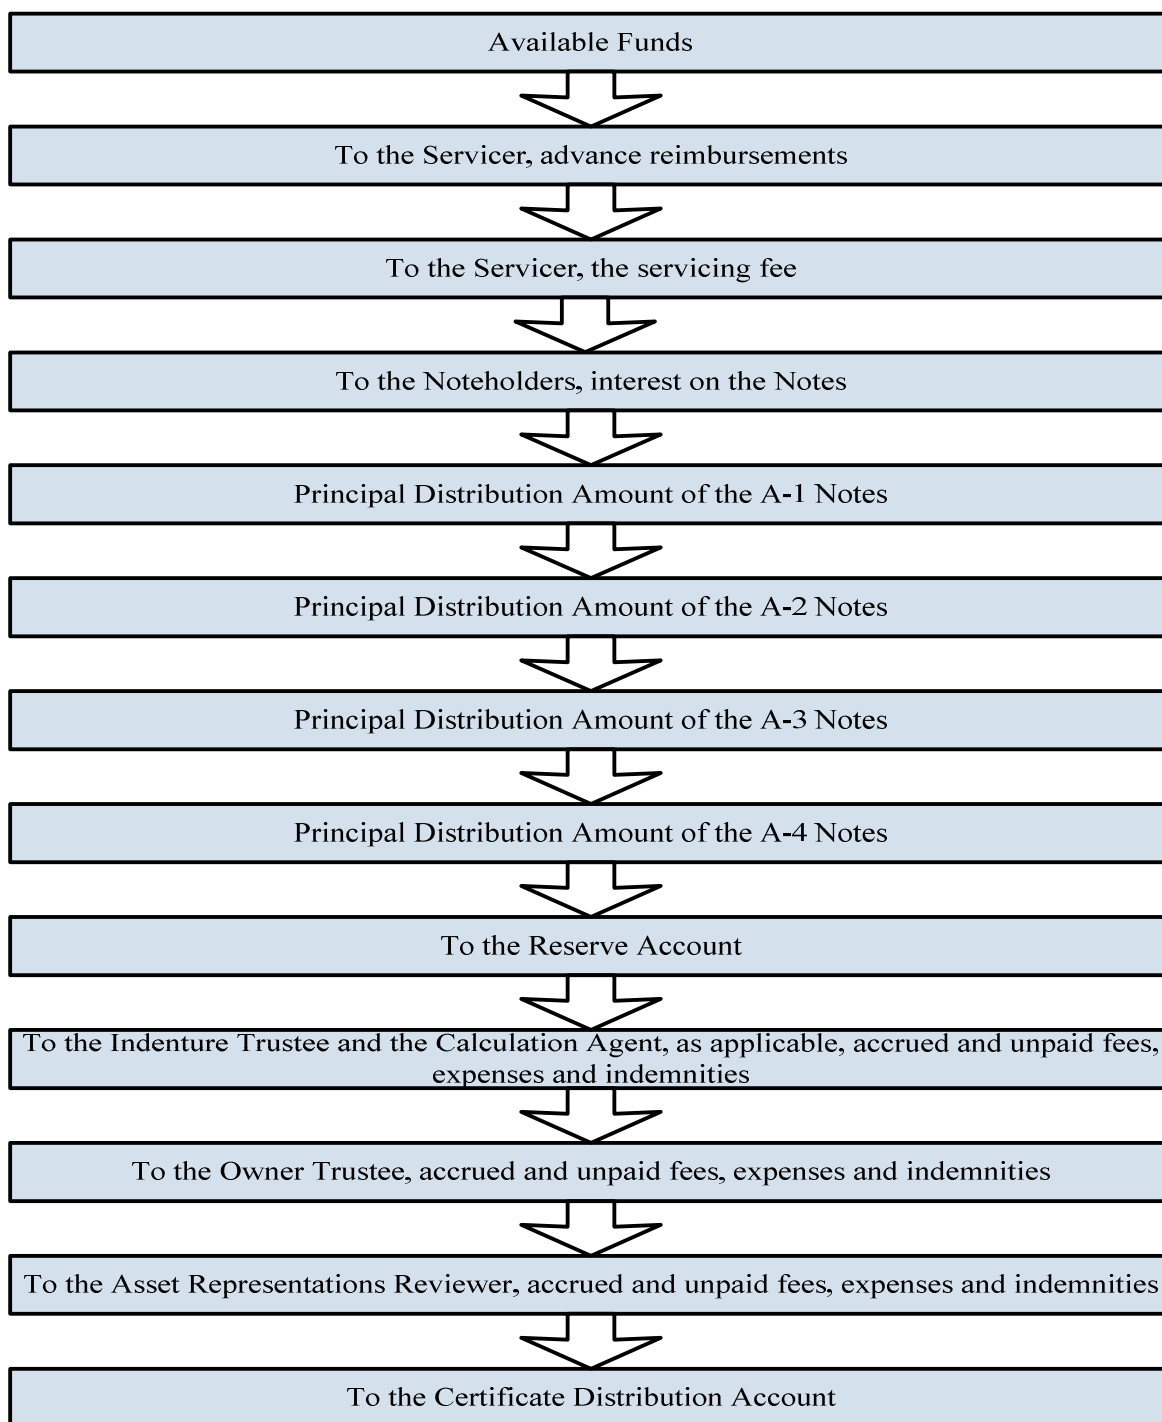 Available Funds
To the Servicer, advance reimbursements
To the Servicer, the servicing fee
To the Noteholders, interest on the Notes
Principal Distribution Amount of the A-1 Notes
Principal Distribution Amount of the A-2 Notes
Principal Distribution Amount of the A-3 Notes
Principal Distribution Amount of the A-4 Notes
To the Reserve Account
To the Indenture Trustee and the Calculation Agent, as applicable, accrued and unpaid fees,
expenses and indemnities
To the Owner Trustee, accrued and unpaid fees, expenses and indemnities
To the Asset Representations Reviewer, accrued and unpaid fees, expenses and indemnities
To the Certificate Distribution Account